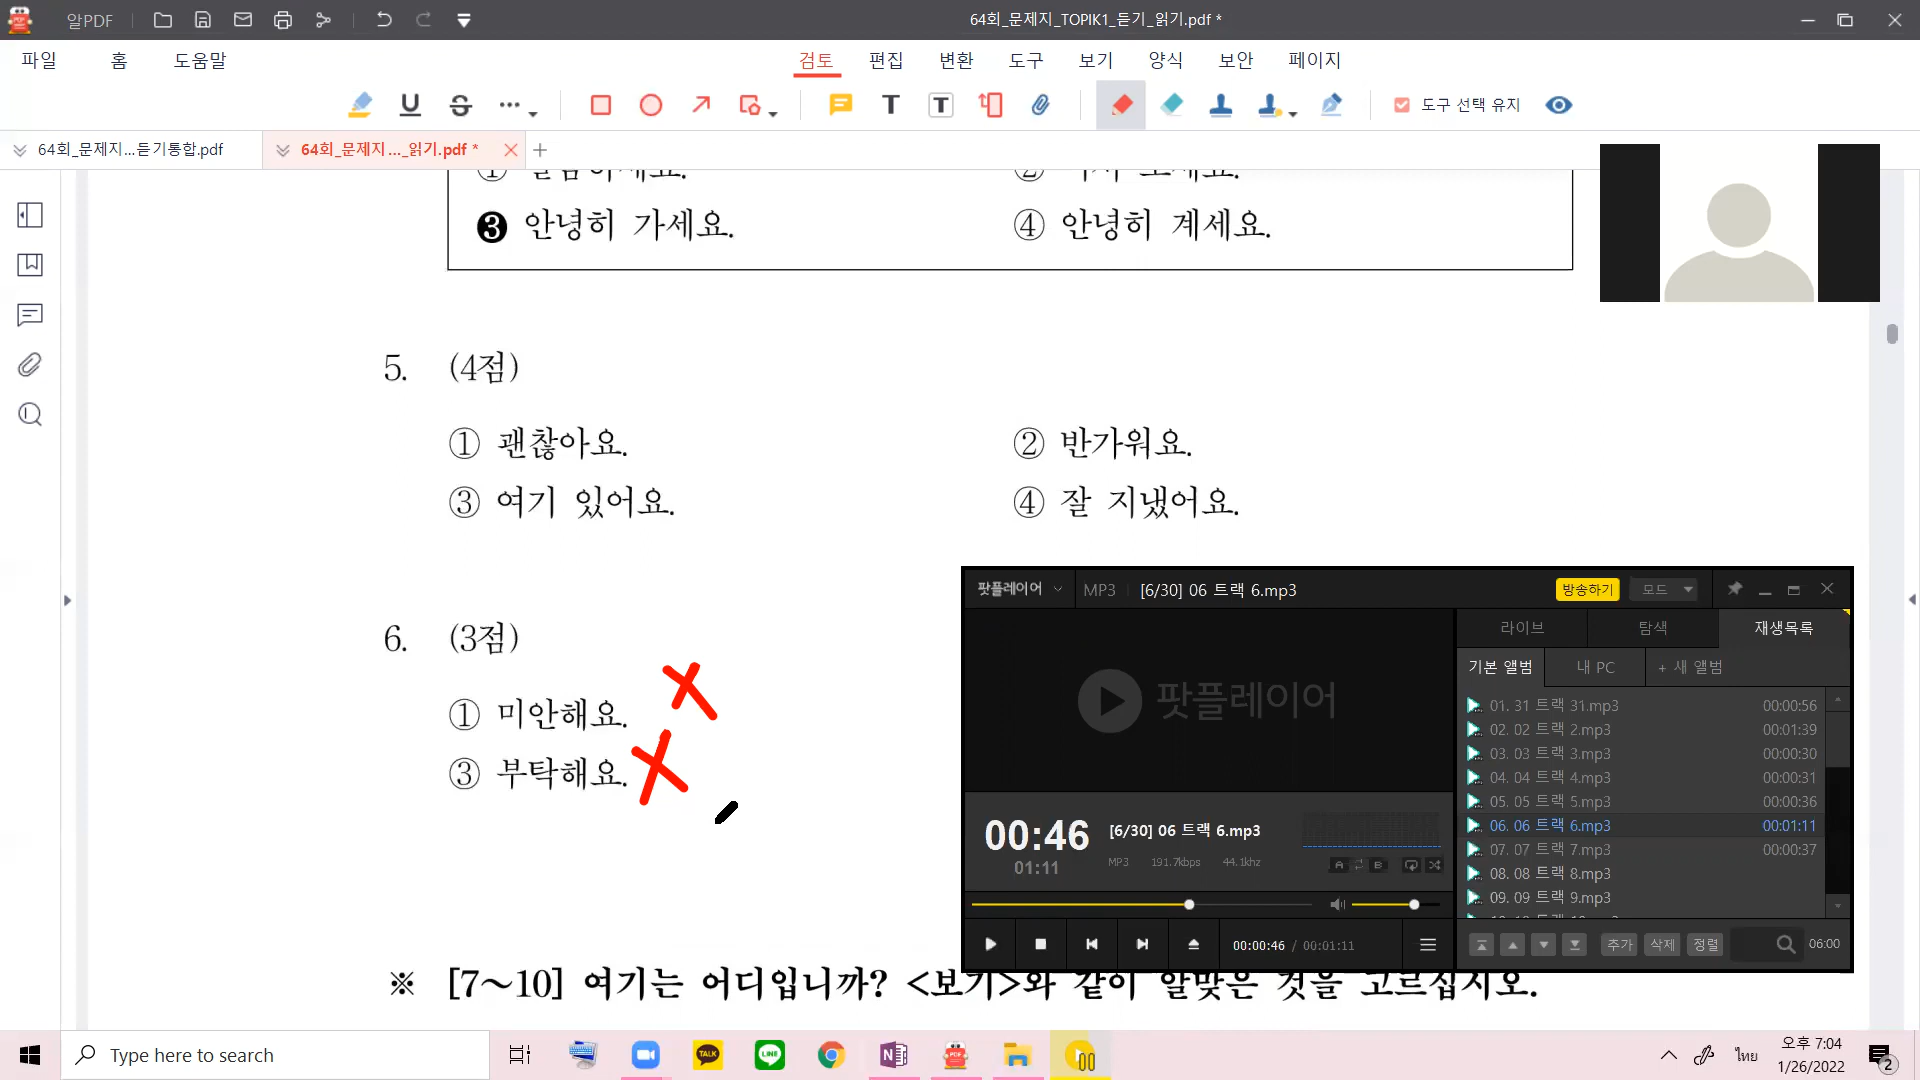 알PDF
64회_문제지_TOPIK1_듣기_읽기.pdf *
파일 홈 도움말 검토 편집 변환 도구 보기 양식 보안 페이지
T T 도구 선택 유지
64회_문제지...듣기통합.pdf
64회_문제지..._읽기.pdf *
❸ 안녕히 가세요.
④ 안녕히 계세요.
5. (4점)
① 괜찮아요.
② 반가워요.
③ 여기 있어요.
④ 잘 지냈어요.
6. (3점)
① 미안해요.
③ 부탁해요.
※ [7~10] 여기는 어디입니까? <보기>와 같이 알맞은 것을 고르십시오.
팟플레이어 MP3 [6/30] 06 트랙 6.mp3 방송하기 모드
라이브 탐색 재생목록
기본 앨범 내 PC + 새 앨범
팟플레이어
01. 31 트랙 31.mp3 00:00:56
02. 02 트랙 2.mp3 00:01:39
03. 03 트랙 3.mp3 00:00:30
04. 04 트랙 4.mp3 00:00:31
05. 05 트랙 5.mp3 00:00:36
06. 06 트랙 6.mp3 00:01:11
07. 07 트랙 7.mp3 00:00:37
08. 08 트랙 8.mp3
09. 09 트랙 9.mp3
00:46 [6/30] 06 트랙 6.mp3
01:11 MP3 191.7kbps 44.1khz A B
00:00:46 / 00:01:11
추가 삭제 정렬 06:00
Type here to search
TALK LINE N PDF
ไทย
오후 7:04
1/26/2022
2